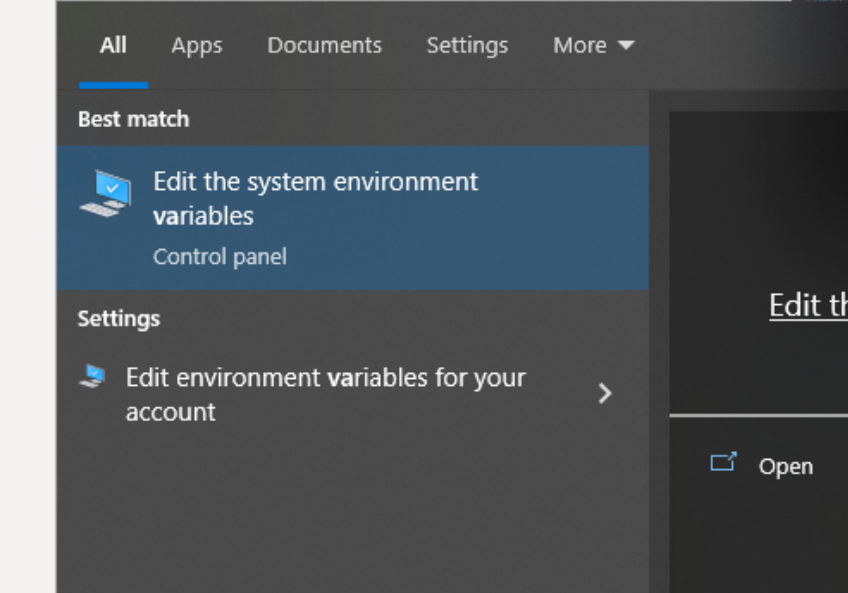 All Apps Documents Settings More
Best match
Edit the system environment
variables
Control panel
Settings
Edit environment variables for your
account
Edit th
Open